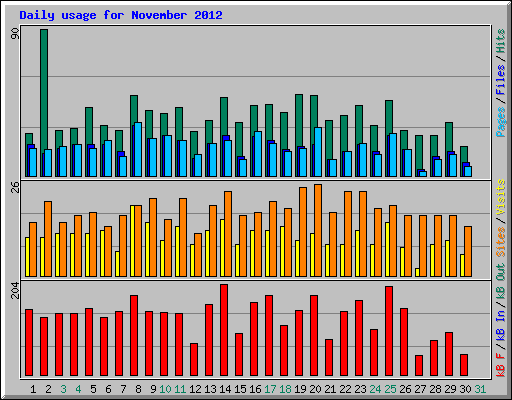 Daily usage for November 2012
90
Pages / Files / Hits
26
Sites / Visits
204
kB F / kB In / kB Out
1 2 3 4 5 6 7 8 9 10 11 12 13 14 15 16 17 18 19 20 21 22 23 24 25 26 27 28 29 30 31